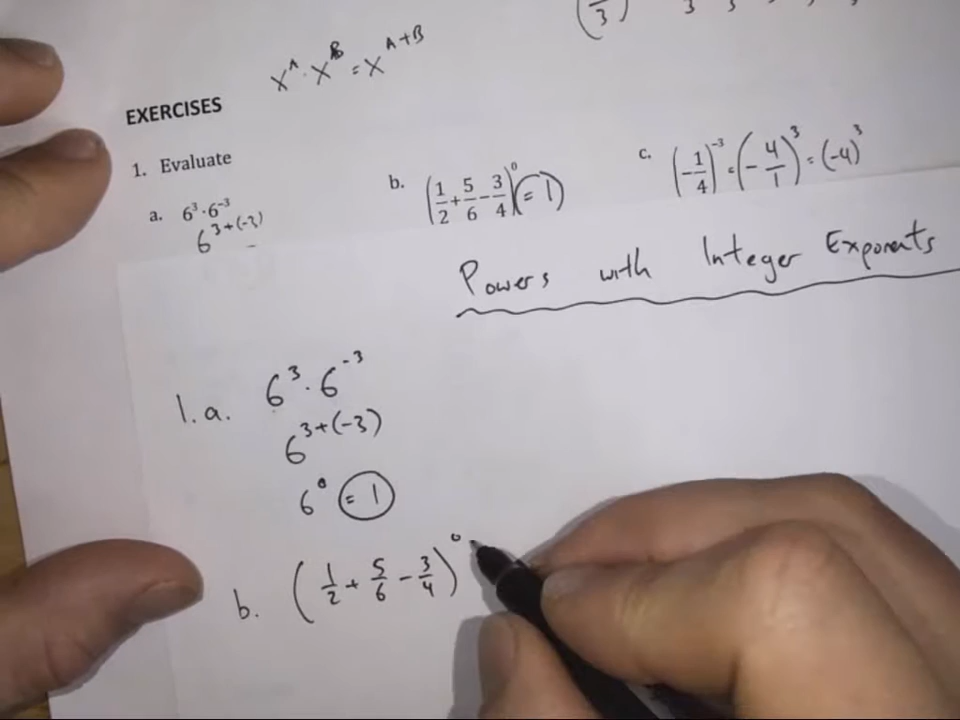 x^A · x^B = x^{A+B}
EXERCISES
1. Evaluate
a. 6³·6⁻³
6^{3+(-3)}
b. (1/2 + 5/6 − 3/4)⁰ = 1
c. (−1/4)⁻³ = (−4/1)³ = (−4)³
Powers with Integer Exponents
1.a. 6³ · 6⁻³
6^{3+(-3)}
6⁰ = 1
b. (1/2 + 5/6 − 3/4)⁰